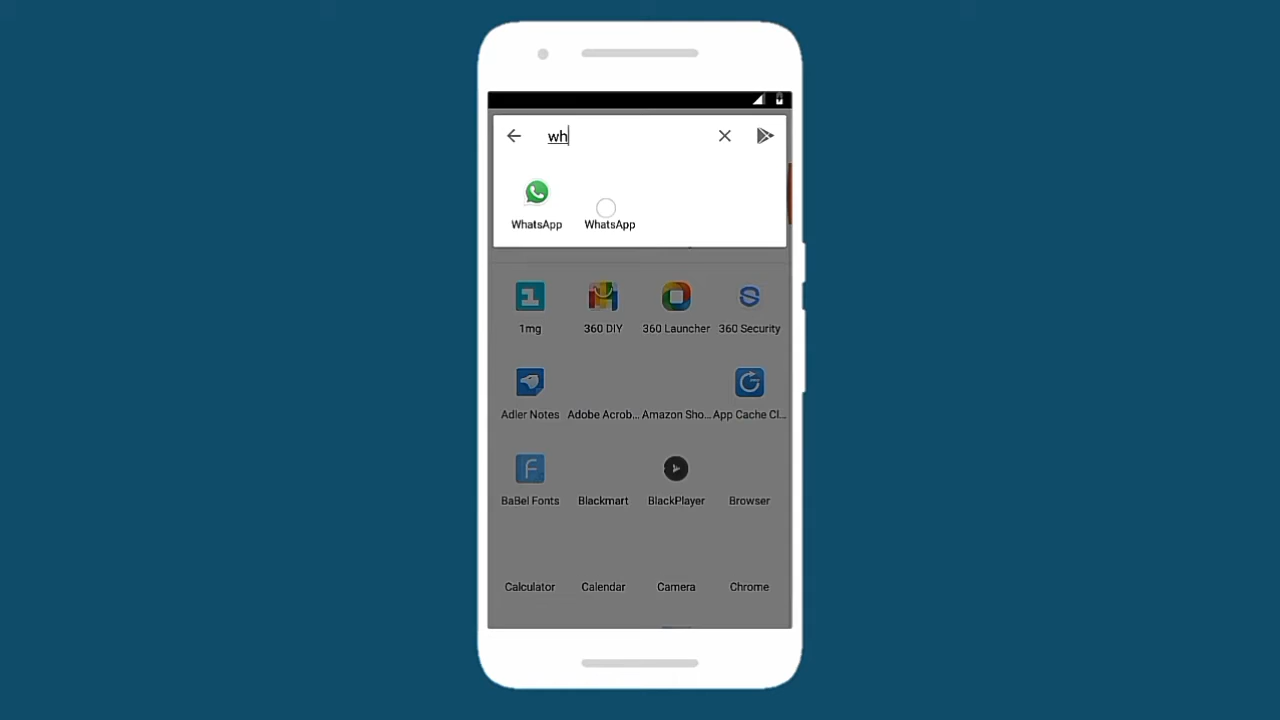 wh
WhatsApp WhatsApp
1mg 360 DIY 360 Launcher 360 Security
Adler Notes Adobe Acrob... Amazon Sho... App Cache Cl...
BaBel Fonts Blackmart BlackPlayer Browser
Calculator Calendar Camera Chrome